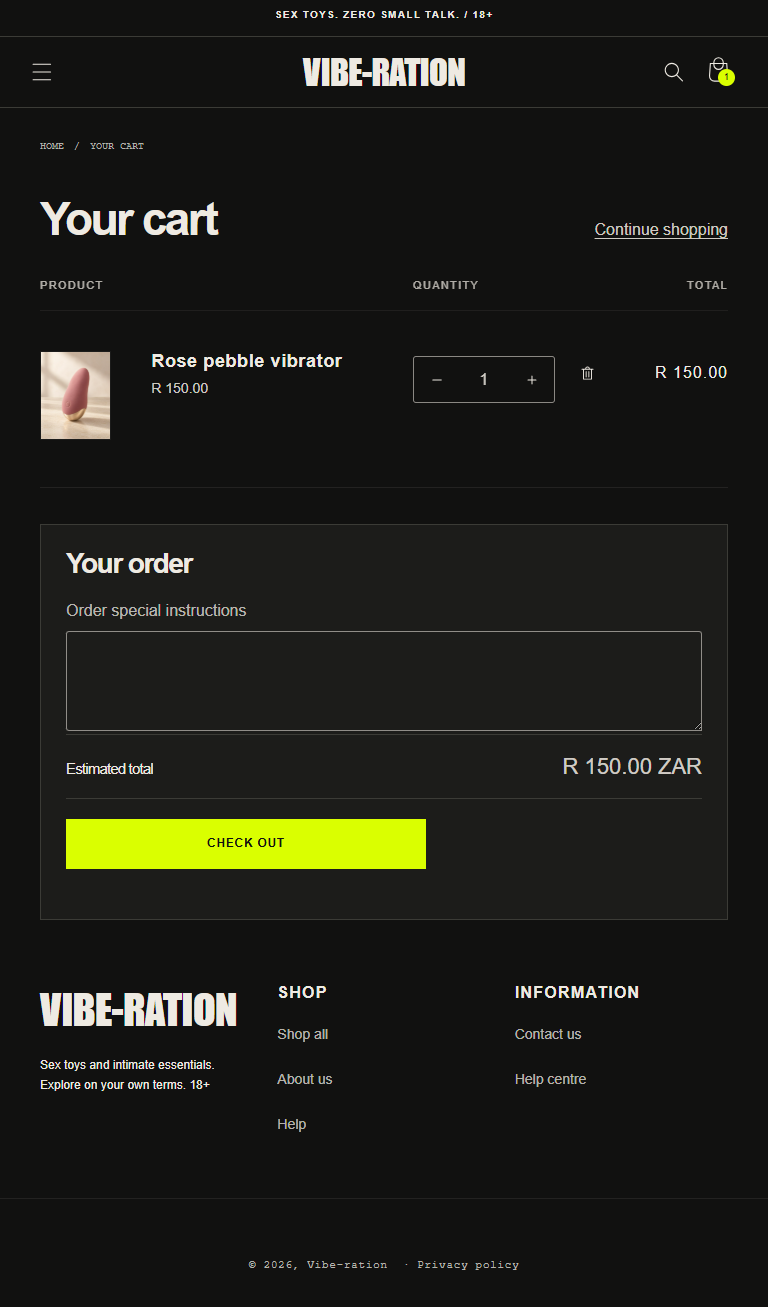 SEX TOYS. ZERO SMALL TALK. / 18+
VIBE-RATION
1
HOME / YOUR CART
Your cart
Continue shopping
PRODUCT QUANTITY TOTAL
Rose pebble vibrator
R 150.00
− 1 +
R 150.00
Your order
Order special instructions
Estimated total R 150.00 ZAR
CHECK OUT
VIBE-RATION
Sex toys and intimate essentials.
Explore on your own terms. 18+
SHOP
Shop all
About us
Help
INFORMATION
Contact us
Help centre
© 2026, Vibe-ration · Privacy policy